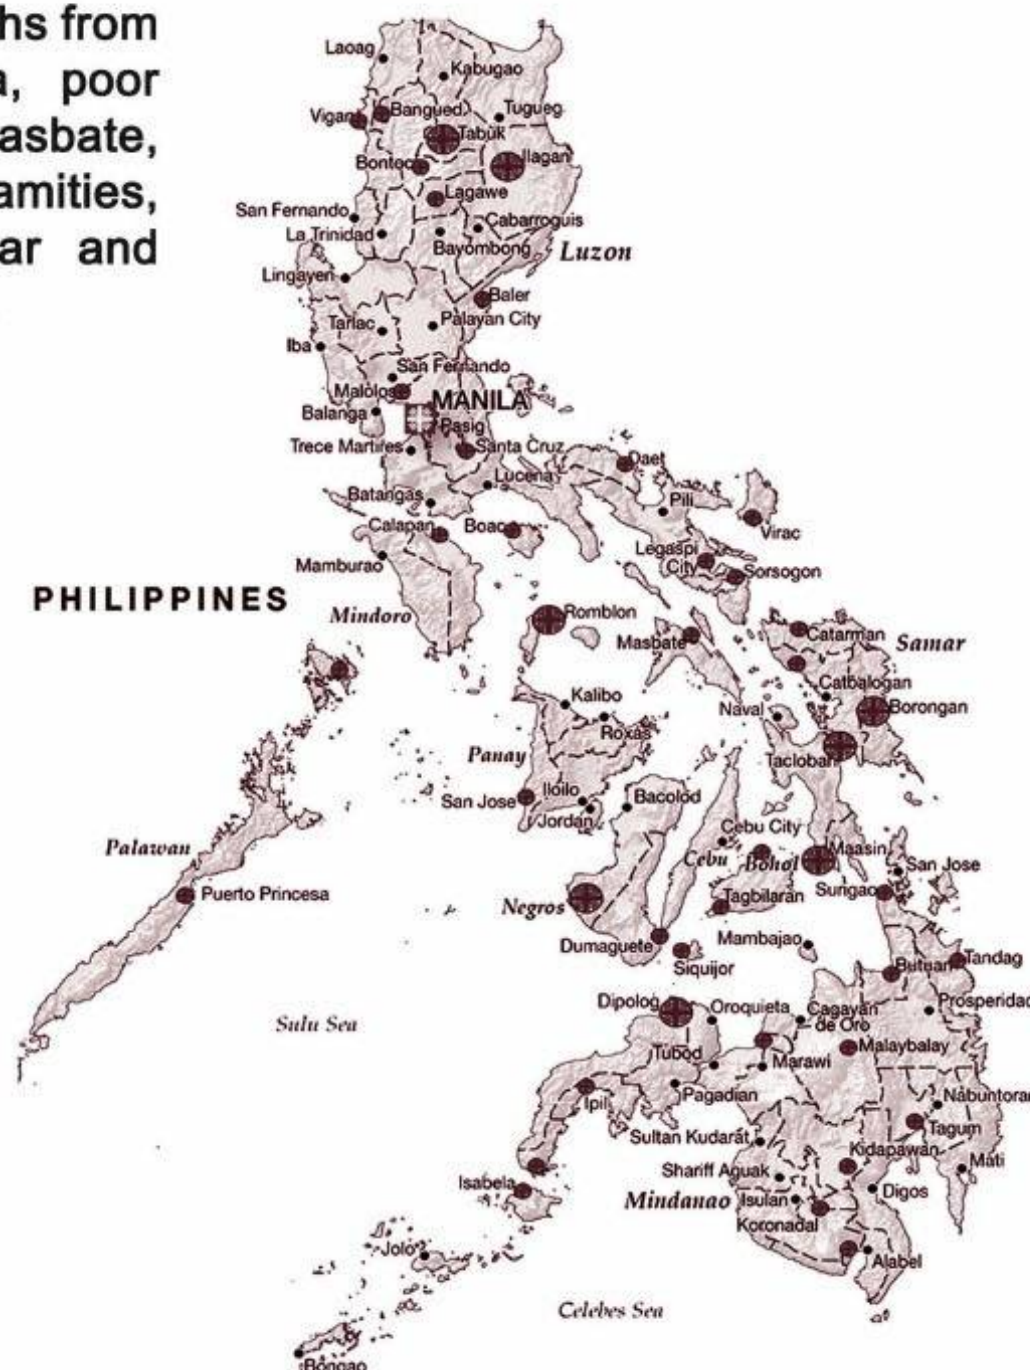 hs from
a, poor
asbate,
amities,
ar and
Laoag
Kabugao
Vigan
Bangued
Tugueg
Tabuk
Bontoc
Ilagan
Lagawe
San Fernando
Cabarroguis
La Trinidad
Bayombong
Luzon
Lingayen
Baler
Tarlac
Palayan City
Iba
San Fernando
Malolos
MANILA
Balanga
Pasig
Trece Martires
Santa Cruz
Daet
Lucena
Batangas
Pili
Calapan
Boac
Virac
Legaspi
City
Mamburao
Sorsogon
PHILIPPINES
Mindoro
Romblon
Masbate
Catarman
Samar
Catbalogan
Kalibo
Naval
Borongan
Roxas
Panay
Tacloban
San Jose
Iloilo
Bacolod
Jordan
Cebu City
Palawan
Cebu
Bohol
Maasin
San Jose
Puerto Princesa
Surigao
Tagbilaran
Negros
Dumaguete
Mambajao
Siquijor
Tandag
Butuan
Dipolog
Oroquieta
Cagayan
de Oro
Prosperidad
Sulu Sea
Tubod
Malaybalay
Marawi
Ipil
Pagadian
Nabuntoran
Tagum
Sultan Kudarat
Kidapawan
Shariff Aguak
Mati
Isabela
Digos
Mindanao
Isulan
Koronadal
Jolo
Alabel
Celebes Sea
Bongao